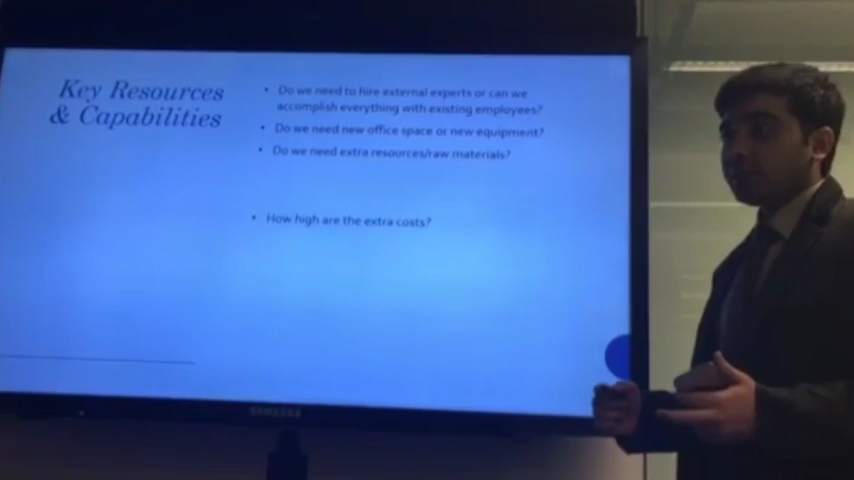 Key Resources
& Capabilities
• Do we need to hire external experts or can we
accomplish everything with existing employees?
• Do we need new office space or new equipment?
• Do we need extra resources/raw materials?
• How high are the extra costs?
SAMSUNG